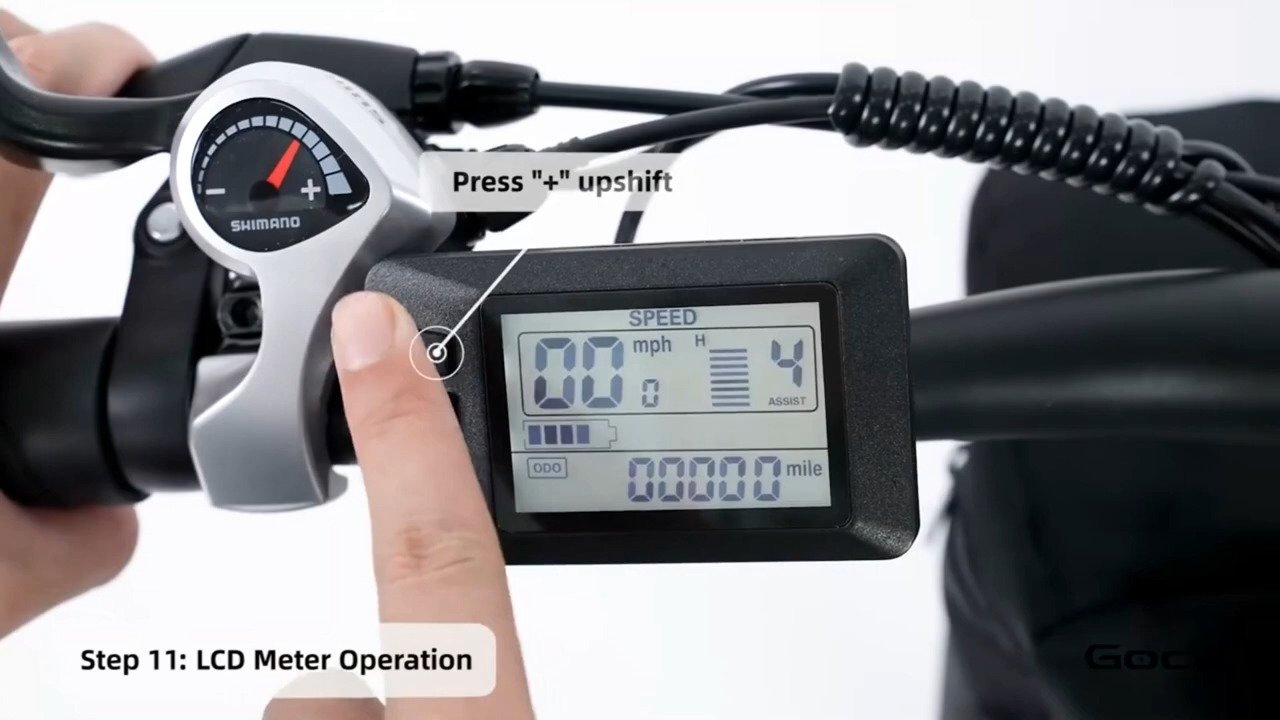 SHIMANO
Press "+" upshift
SPEED
00 mph
0
H
4
ASSIST
ODO
00000 mile
Step 11: LCD Meter Operation